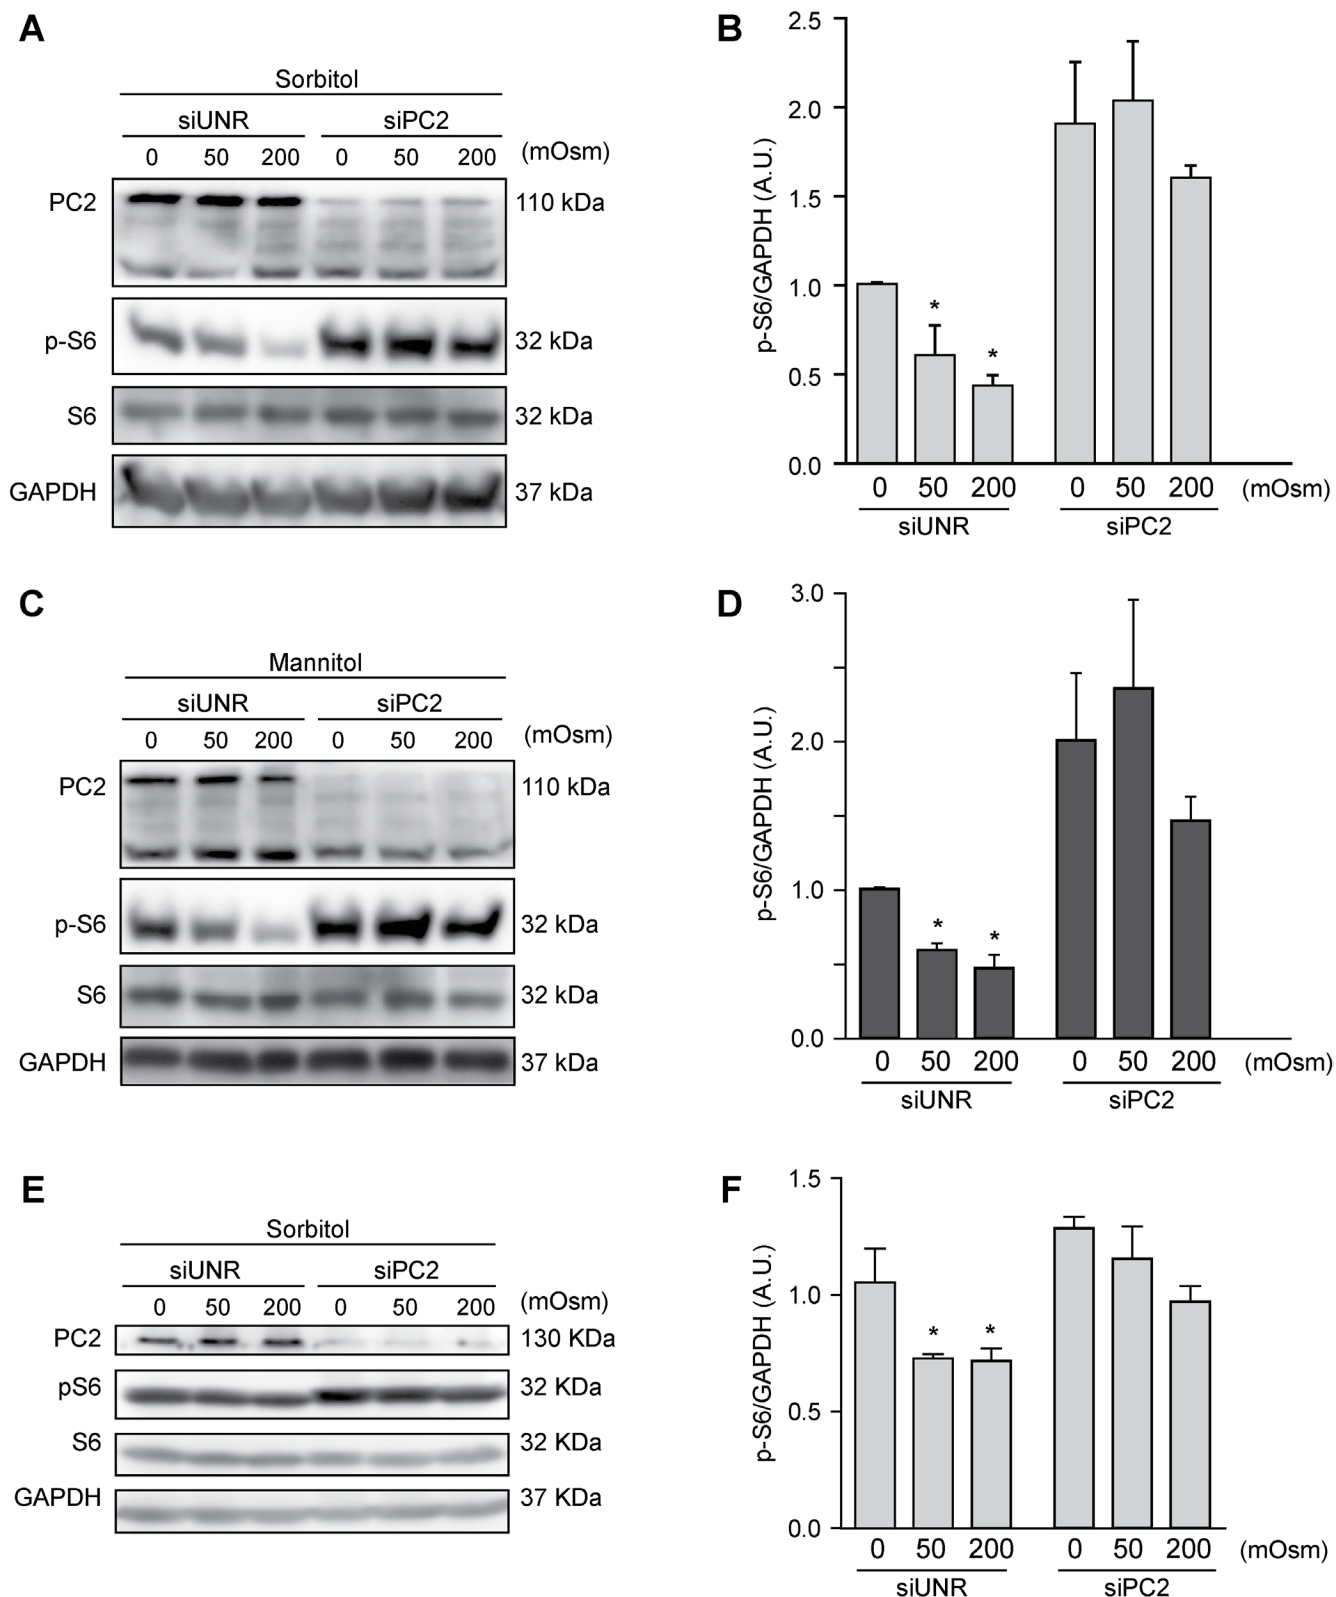 A
Sorbitol
siUNR siPC2
0 50 200 0 50 200 (mOsm)
PC2 110 kDa
p-S6 32 kDa
S6 32 kDa
GAPDH 37 kDa
B
2.5
2.0
1.5
1.0
0.5
0.0
p-S6/GAPDH (A.U.)
* *
0 50 200 0 50 200 (mOsm)
siUNR siPC2
C
Mannitol
siUNR siPC2
0 50 200 0 50 200 (mOsm)
PC2 110 kDa
p-S6 32 kDa
S6 32 kDa
GAPDH 37 kDa
D
3.0
2.0
1.0
0.0
p-S6/GAPDH (A.U.)
* *
0 50 200 0 50 200 (mOsm)
siUNR siPC2
E
Sorbitol
siUNR siPC2
0 50 200 0 50 200 (mOsm)
PC2 130 KDa
pS6 32 KDa
S6 32 KDa
GAPDH 37 KDa
F
1.5
1.0
0.5
0.0
p-S6/GAPDH (A.U.)
* *
0 50 200 0 50 200 (mOsm)
siUNR siPC2